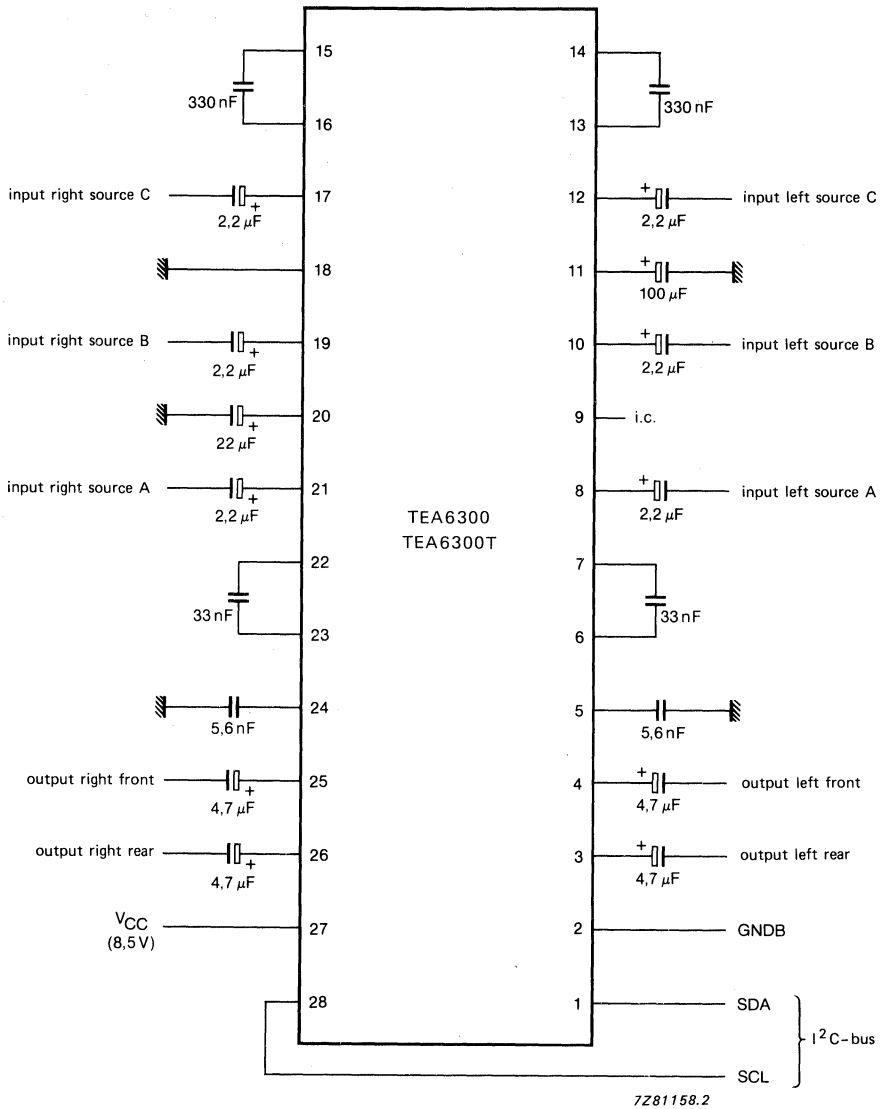 15
14
330 nF
330 nF
16
13
input right source C
+
2,2 μF
17
12
+
2,2 μF
input left source C
18
11
+
100 μF
input right source B
+
2,2 μF
19
10
+
2,2 μF
input left source B
+
22 μF
20
9
i.c.
input right source A
+
2,2 μF
21
8
+
2,2 μF
input left source A
TEA6300
TEA6300T
22
7
33 nF
33 nF
23
6
24
5
5,6 nF
5,6 nF
output right front
+
4,7 μF
25
4
+
4,7 μF
output left front
output right rear
+
4,7 μF
26
3
+
4,7 μF
output left rear
VCC
(8,5 V)
27
2
GNDB
28
1
SDA
I²C-bus
SCL
7Z81158.2